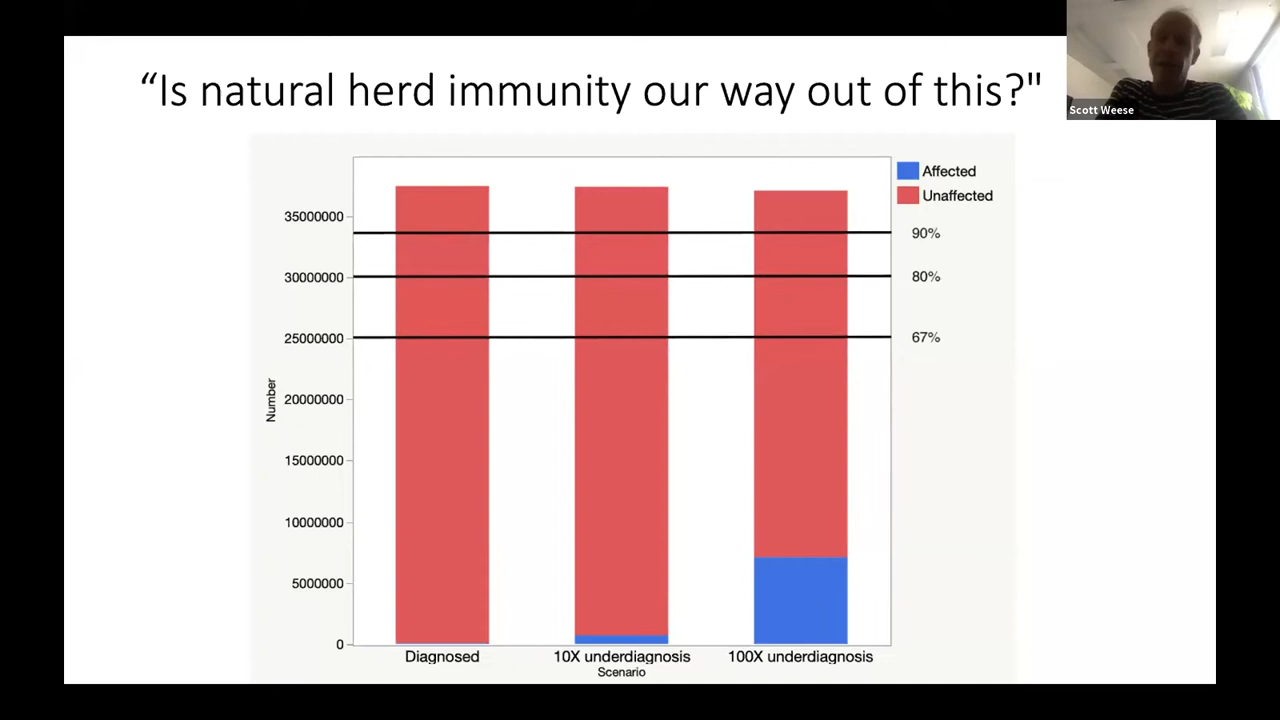 “Is natural herd immunity our way out of this?"
Scott Weese
Affected
Unaffected
35000000
90%
30000000
80%
25000000
67%
20000000
15000000
10000000
5000000
0
Number
Diagnosed
10X underdiagnosis
100X underdiagnosis
Scenario